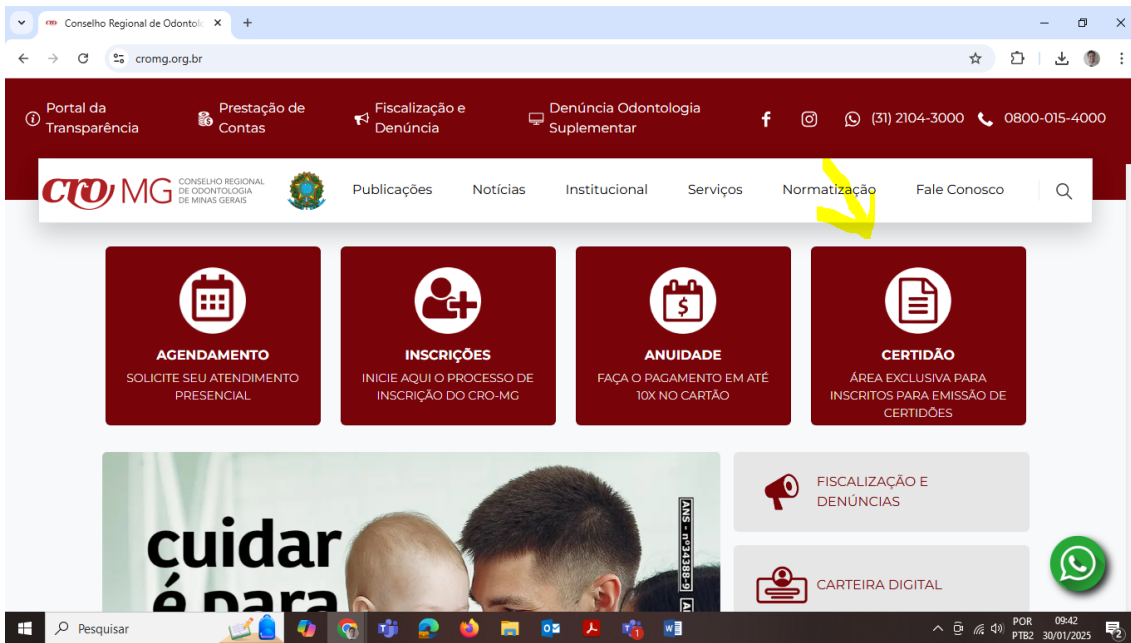 Conselho Regional de Odontolo
cromg.org.br
Portal da
Transparência
Prestação de
Contas
Fiscalização e
Denúncia
Denúncia Odontologia
Suplementar
(31) 2104-3000
0800-015-4000
cro MG
CONSELHO REGIONAL
DE ODONTOLOGIA
DE MINAS GERAIS
Publicações
Notícias
Institucional
Serviços
Normatização
Fale Conosco
AGENDAMENTO
SOLICITE SEU ATENDIMENTO
PRESENCIAL
INSCRIÇÕES
INICIE AQUI O PROCESSO DE
INSCRIÇÃO DO CRO-MG
ANUIDADE
FAÇA O PAGAMENTO EM ATÉ
10X NO CARTÃO
CERTIDÃO
ÁREA EXCLUSIVA PARA
INSCRITOS PARA EMISSÃO DE
CERTIDÕES
cuidar
é para
ANS - nº34388-9
FISCALIZAÇÃO E
DENÚNCIAS
CARTEIRA DIGITAL
Pesquisar
POR
PTB2
09:42
30/01/2025